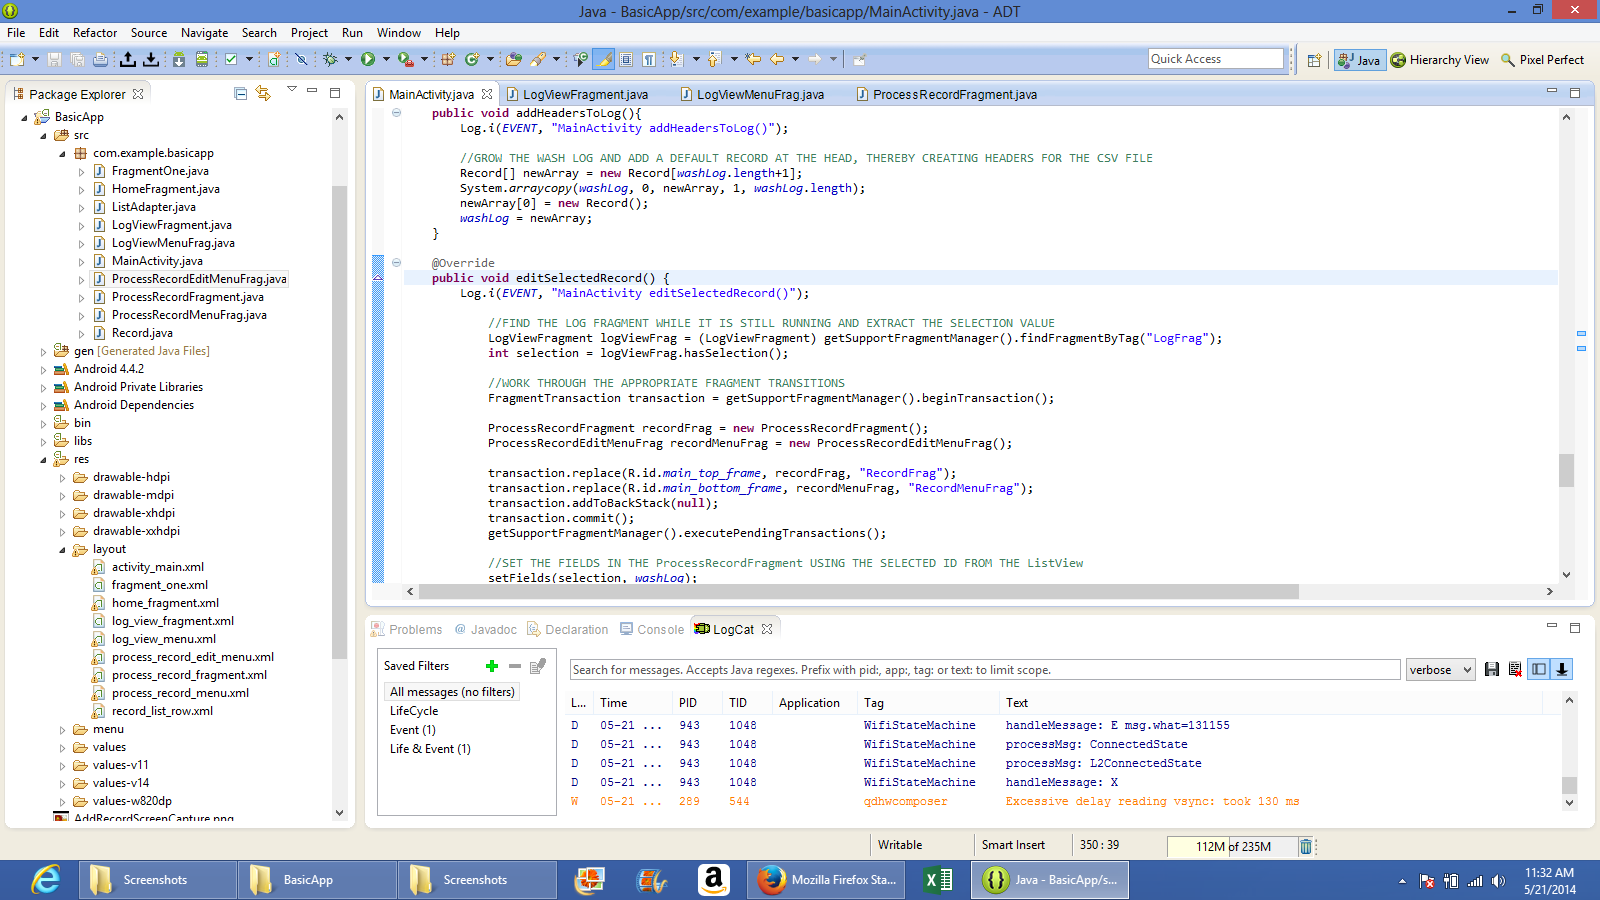 Java - BasicApp/src/com/example/basicapp/MainActivity.java - ADT
File Edit Refactor Source Navigate Search Project Run Window Help
Quick Access
Java Hierarchy View Pixel Perfect
Package Explorer
BasicApp
src
com.example.basicapp
FragmentOne.java
HomeFragment.java
ListAdapter.java
LogViewFragment.java
LogViewMenuFrag.java
MainActivity.java
ProcessRecordEditMenuFrag.java
ProcessRecordFragment.java
ProcessRecordMenuFrag.java
Record.java
gen [Generated Java Files]
Android 4.4.2
Android Private Libraries
Android Dependencies
bin
libs
res
drawable-hdpi
drawable-mdpi
drawable-xhdpi
drawable-xxhdpi
layout
activity_main.xml
fragment_one.xml
home_fragment.xml
log_view_fragment.xml
log_view_menu.xml
process_record_edit_menu.xml
process_record_fragment.xml
process_record_menu.xml
record_list_row.xml
menu
values
values-v11
values-v14
values-w820dp
AddRecordScreenCapture.png
MainActivity.java LogViewFragment.java LogViewMenuFrag.java ProcessRecordFragment.java
public void addHeadersToLog(){
Log.i(EVENT, "MainActivity addHeadersToLog()");
//GROW THE WASH LOG AND ADD A DEFAULT RECORD AT THE HEAD, THEREBY CREATING HEADERS FOR THE CSV FILE
Record[] newArray = new Record[washLog.length+1];
System.arraycopy(washLog, 0, newArray, 1, washLog.length);
newArray[0] = new Record();
washLog = newArray;
}
@Override
public void editSelectedRecord() {
Log.i(EVENT, "MainActivity editSelectedRecord()");
//FIND THE LOG FRAGMENT WHILE IT IS STILL RUNNING AND EXTRACT THE SELECTION VALUE
LogViewFragment logViewFrag = (LogViewFragment) getSupportFragmentManager().findFragmentByTag("LogFrag");
int selection = logViewFrag.hasSelection();
//WORK THROUGH THE APPROPRIATE FRAGMENT TRANSITIONS
FragmentTransaction transaction = getSupportFragmentManager().beginTransaction();
ProcessRecordFragment recordFrag = new ProcessRecordFragment();
ProcessRecordEditMenuFrag recordMenuFrag = new ProcessRecordEditMenuFrag();
transaction.replace(R.id.main_top_frame, recordFrag, "RecordFrag");
transaction.replace(R.id.main_bottom_frame, recordMenuFrag, "RecordMenuFrag");
transaction.addToBackStack(null);
transaction.commit();
getSupportFragmentManager().executePendingTransactions();
//SET THE FIELDS IN THE ProcessRecordFragment USING THE SELECTED ID FROM THE ListView
setFields(selection, washLog);
Problems Javadoc Declaration Console LogCat
Saved Filters
All messages (no filters)
LifeCycle
Event (1)
Life & Event (1)
Search for messages. Accepts Java regexes. Prefix with pid:, app:, tag: or text: to limit scope.
verbose
L... Time PID TID Application Tag Text
D 05-21 ... 943 1048 WifiStateMachine handleMessage: E msg.what=131155
D 05-21 ... 943 1048 WifiStateMachine processMsg: ConnectedState
D 05-21 ... 943 1048 WifiStateMachine processMsg: L2ConnectedState
D 05-21 ... 943 1048 WifiStateMachine handleMessage: X
W 05-21 ... 289 544 qdhwcomposer Excessive delay reading vsync: took 130 ms
Writable Smart Insert 350 : 39 112M of 235M
Screenshots BasicApp Screenshots Mozilla Firefox Sta... Java - BasicApp/s...
11:32 AM
5/21/2014